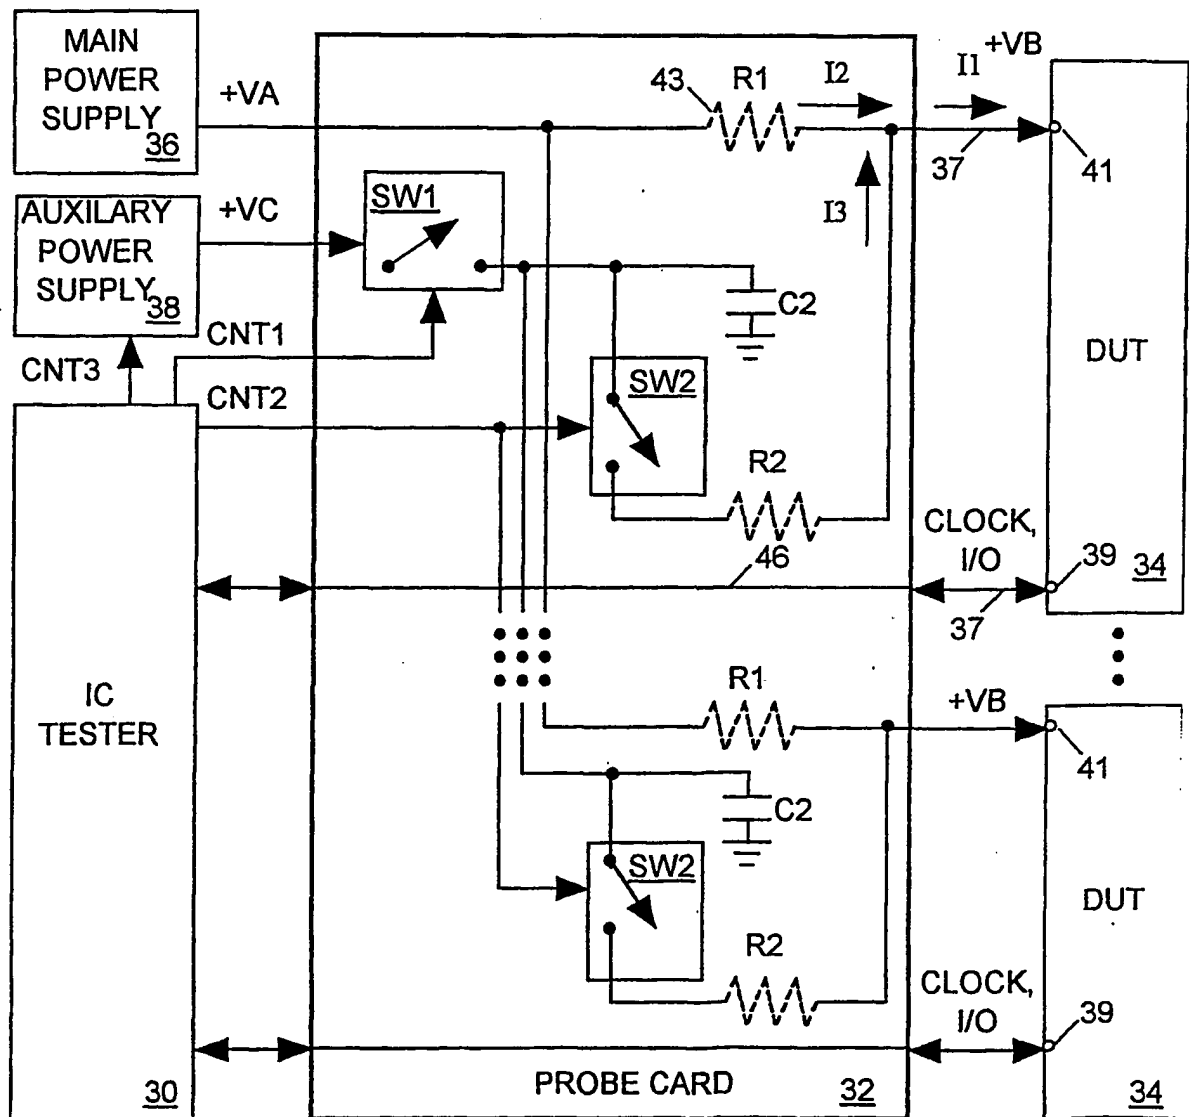 MAIN
POWER
SUPPLY
36
+VA
43
R1
I2
I1
+VB
37
41
AUXILARY
POWER
SUPPLY
38
+VC
SW1
I3
C2
DUT
CNT3
CNT1
CNT2
SW2
R2
CLOCK,
I/O
46
39
34
37
IC
TESTER
R1
+VB
41
C2
SW2
DUT
R2
CLOCK,
I/O
39
30
PROBE CARD
32
34